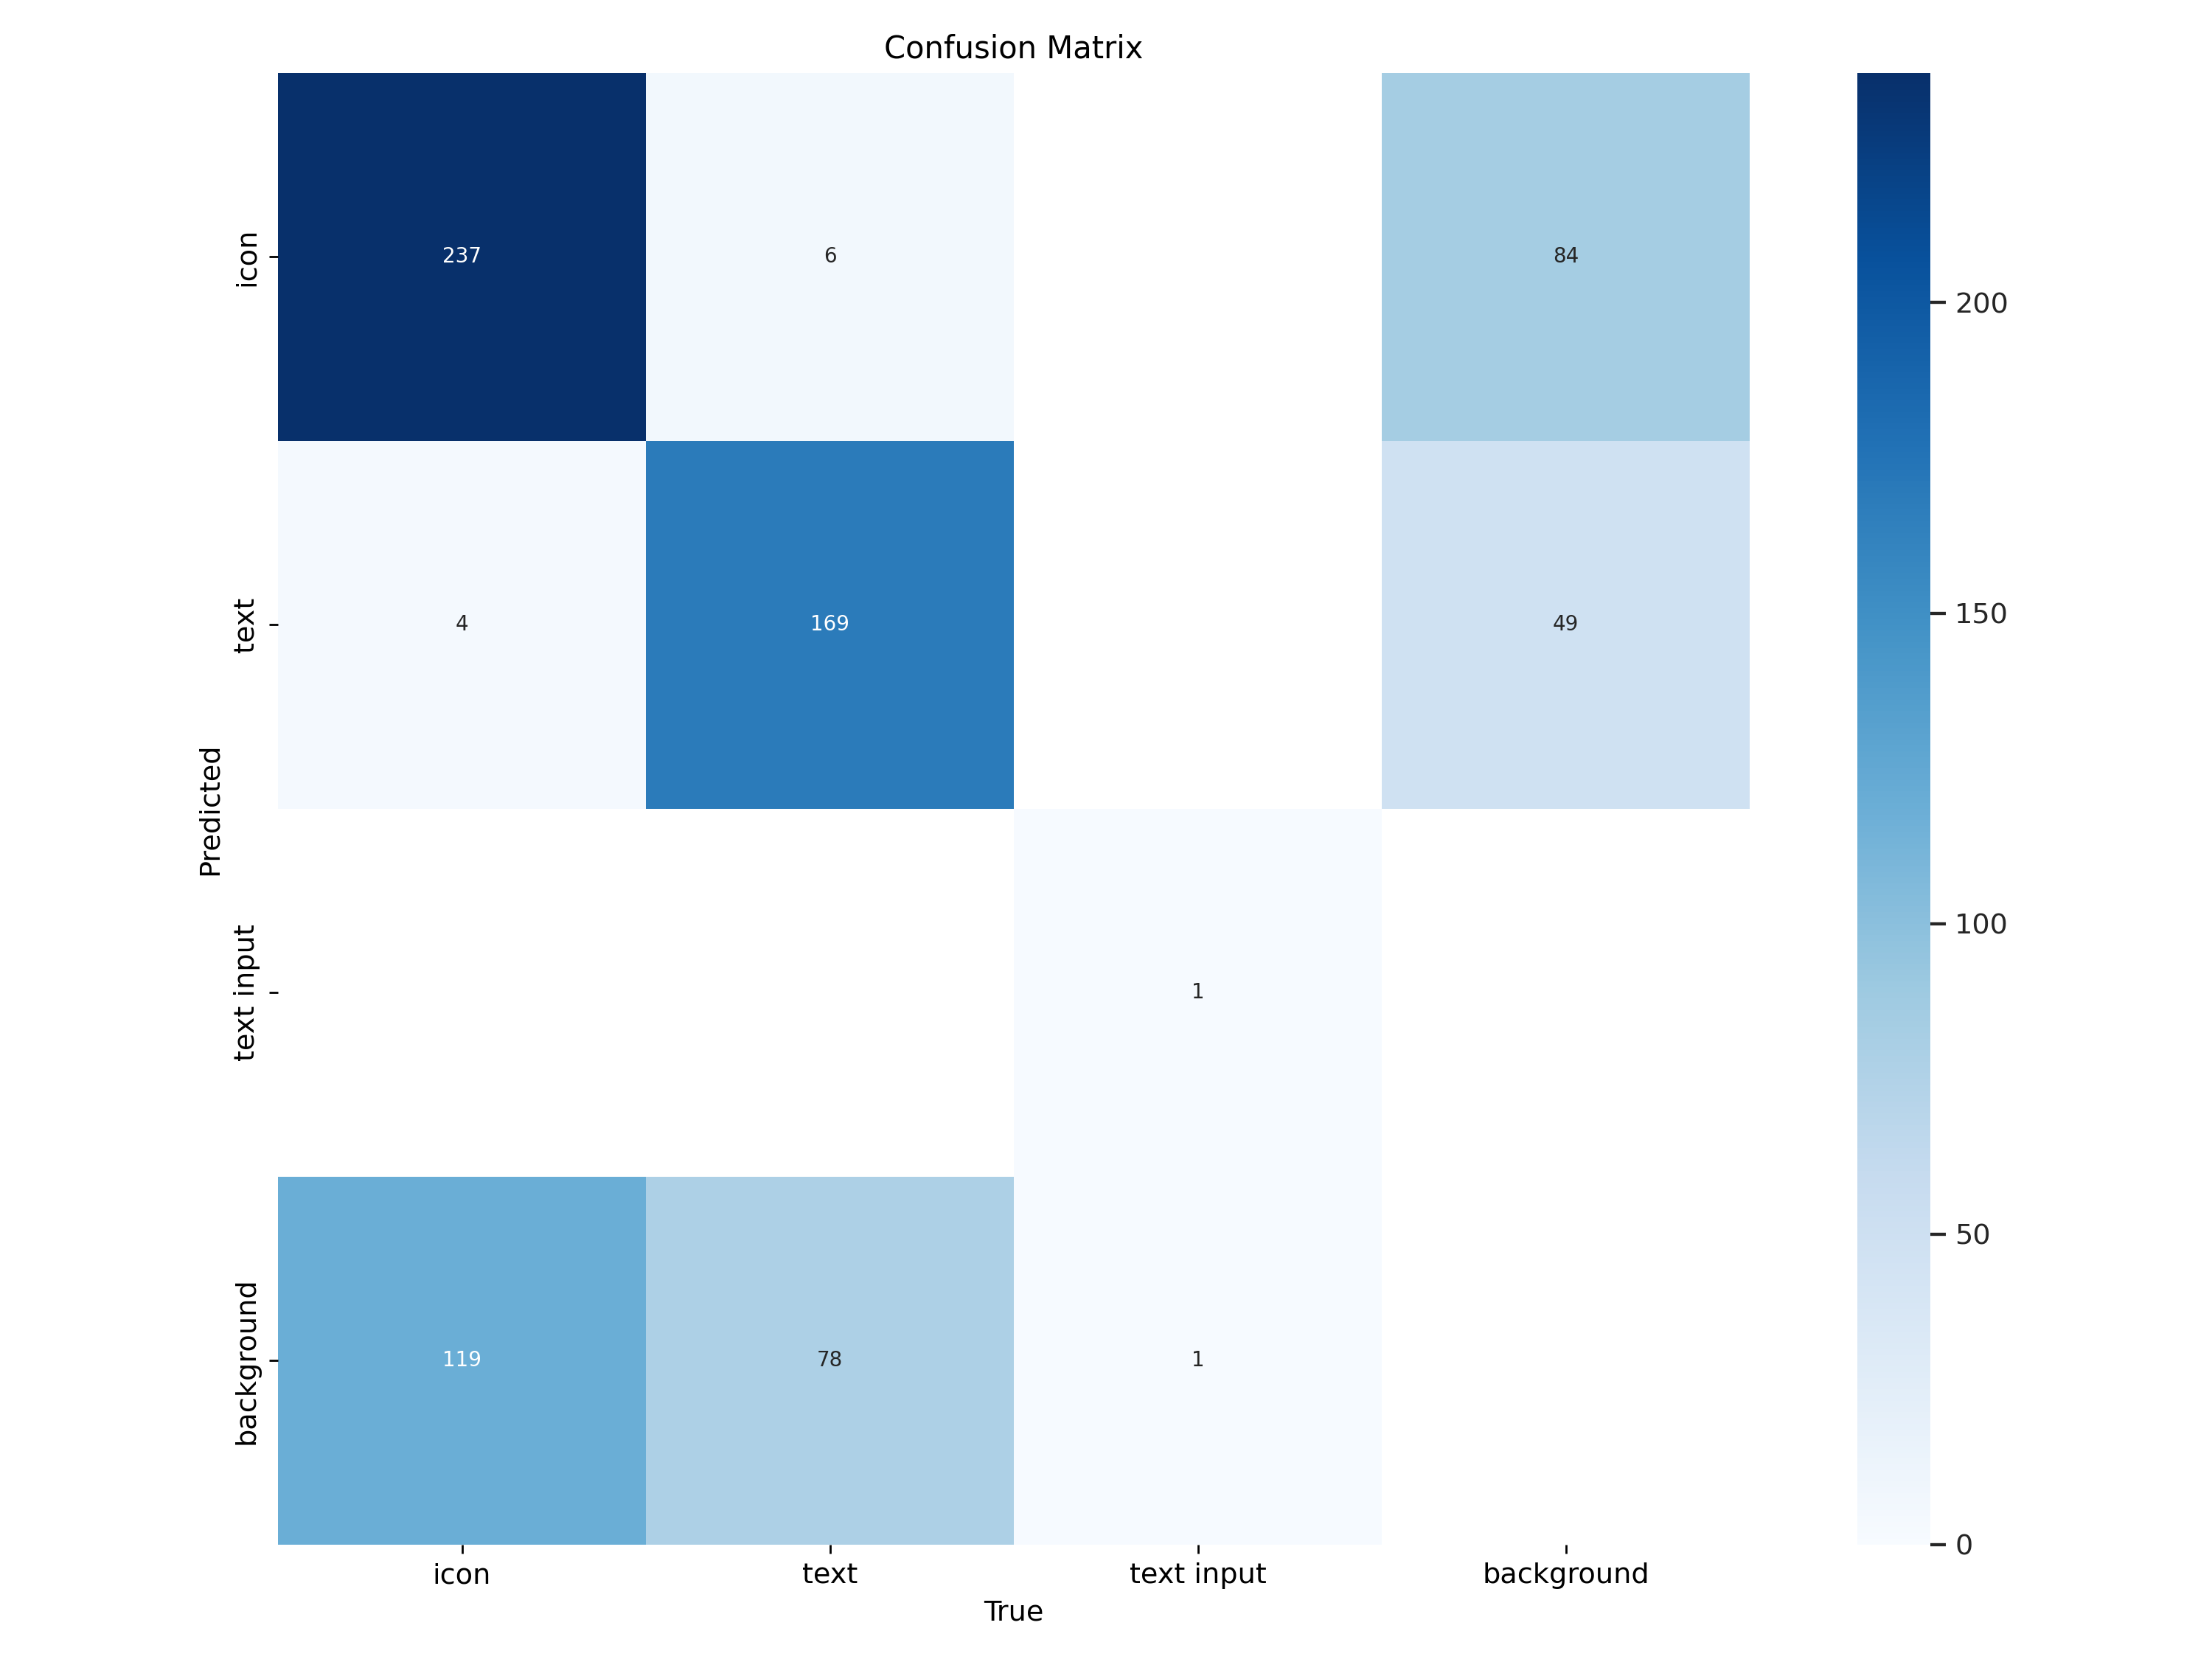 Confusion Matrix
icon
237
6
84
200
text
4
169
49
150
Predicted
text input
1
100
background
119
78
1
50
0
icon
text
text input
background
True